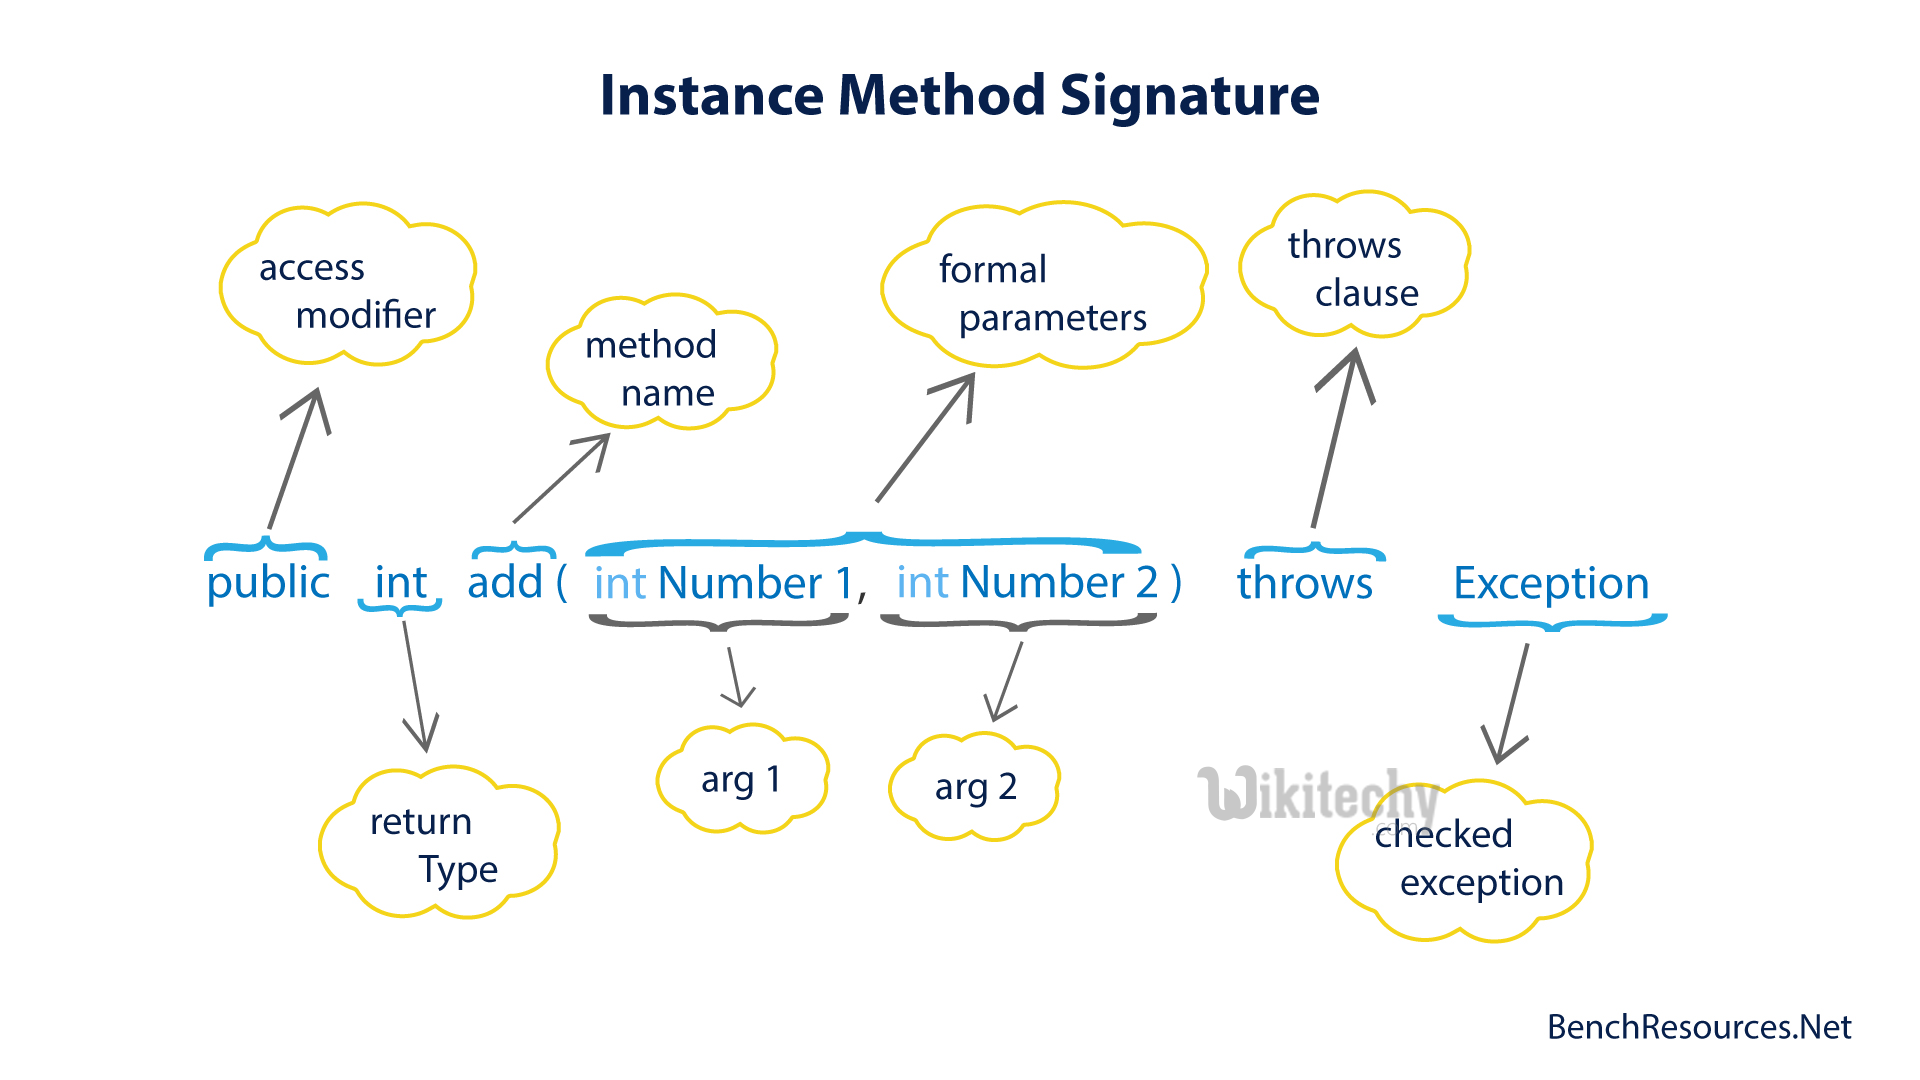 Instance Method Signature
access
modifier
method
name
formal
parameters
throws
clause
public int add ( int Number 1, int Number 2 ) throws Exception
return
Type
arg 1
arg 2
Wikitechy
.com
checked
exception
BenchResources.Net